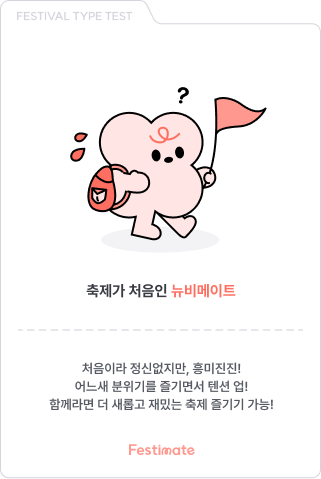 FESTIVAL TYPE TEST
?
축제가 처음인 뉴비메이트
처음이라 정신없지만, 흥미진진!
어느새 분위기를 즐기면서 텐션 업!
함께라면 더 새롭고 재밌는 축제 즐기기 가능!
Festimate